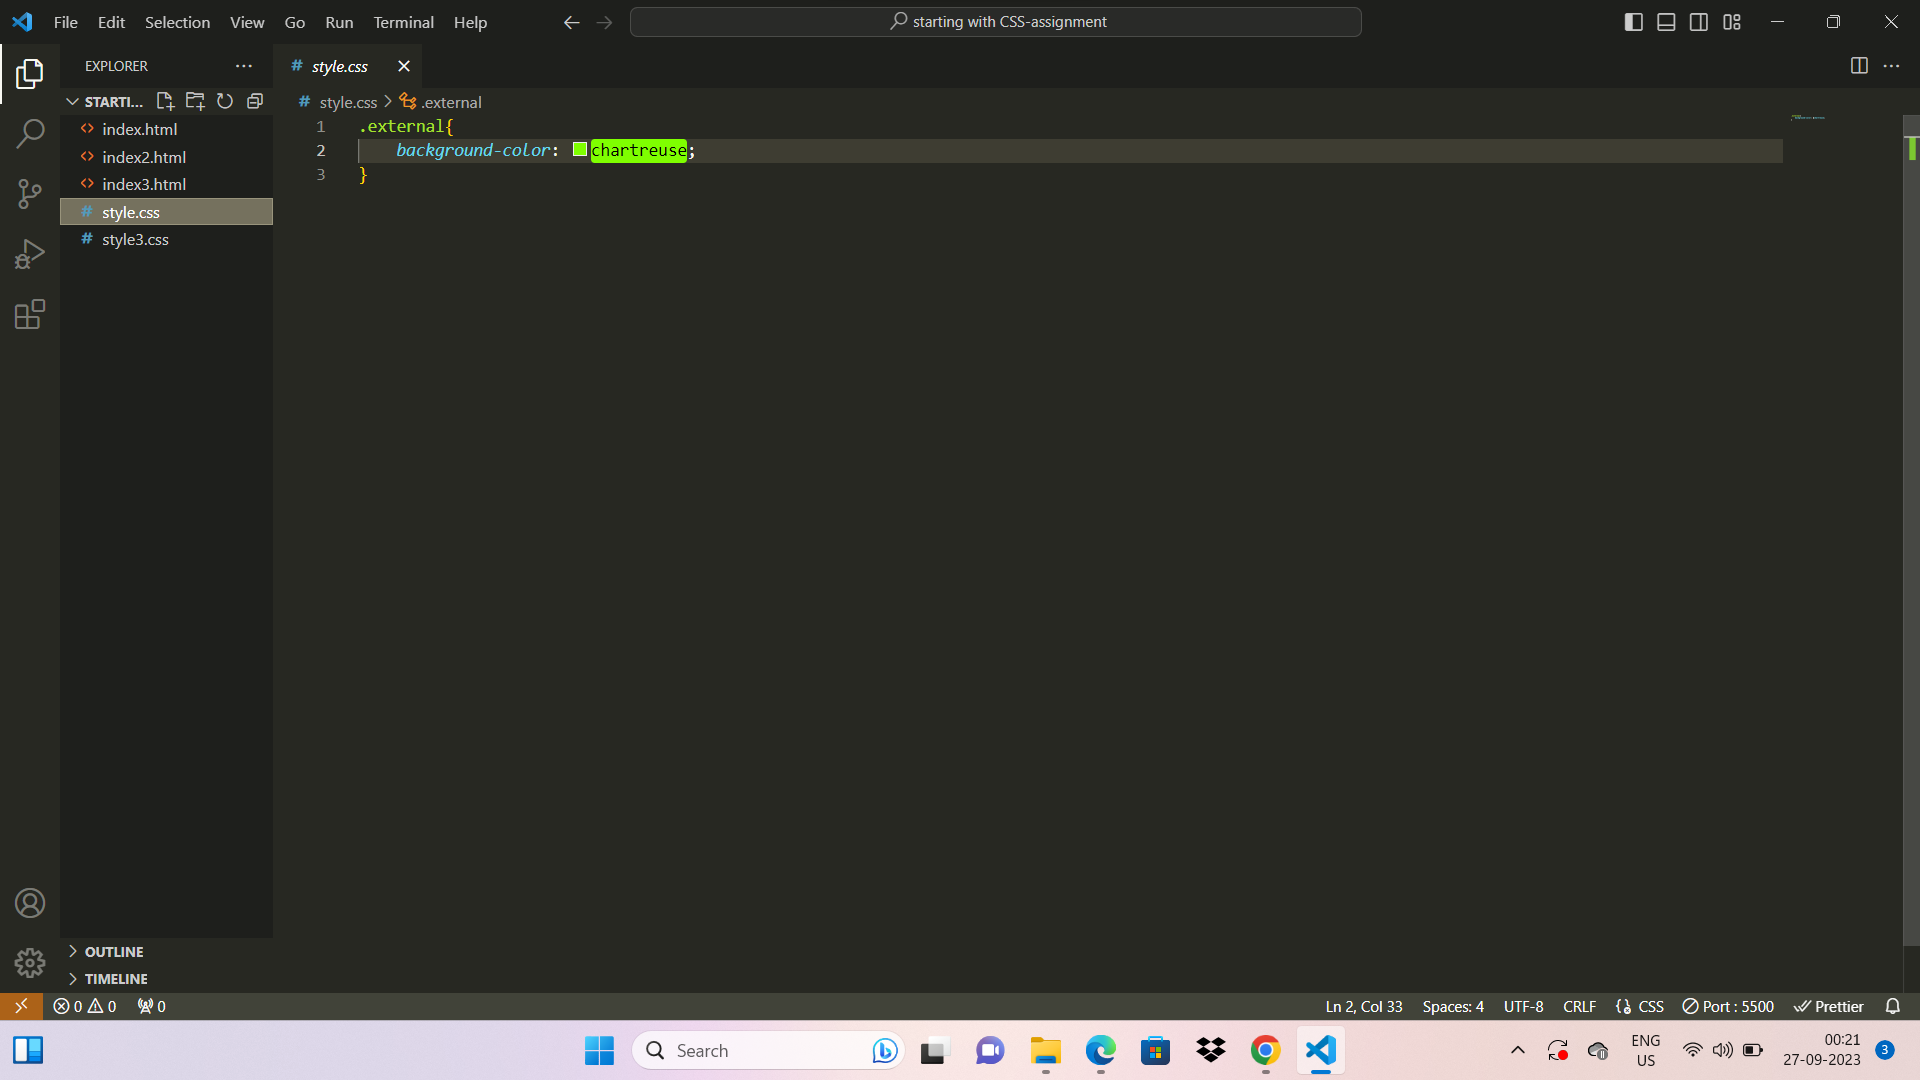 File Edit Selection View Go Run Terminal Help
starting with CSS-assignment
EXPLORER
STARTI...
index.html
index2.html
index3.html
style.css
style3.css
OUTLINE
TIMELINE
# style.css
# style.css > .external
1 .external{
2 background-color: chartreuse;
3 }
0 0 0
Ln 2, Col 33 Spaces: 4 UTF-8 CRLF CSS Port : 5500 Prettier
Search
ENG
US
00:21
27-09-2023
3